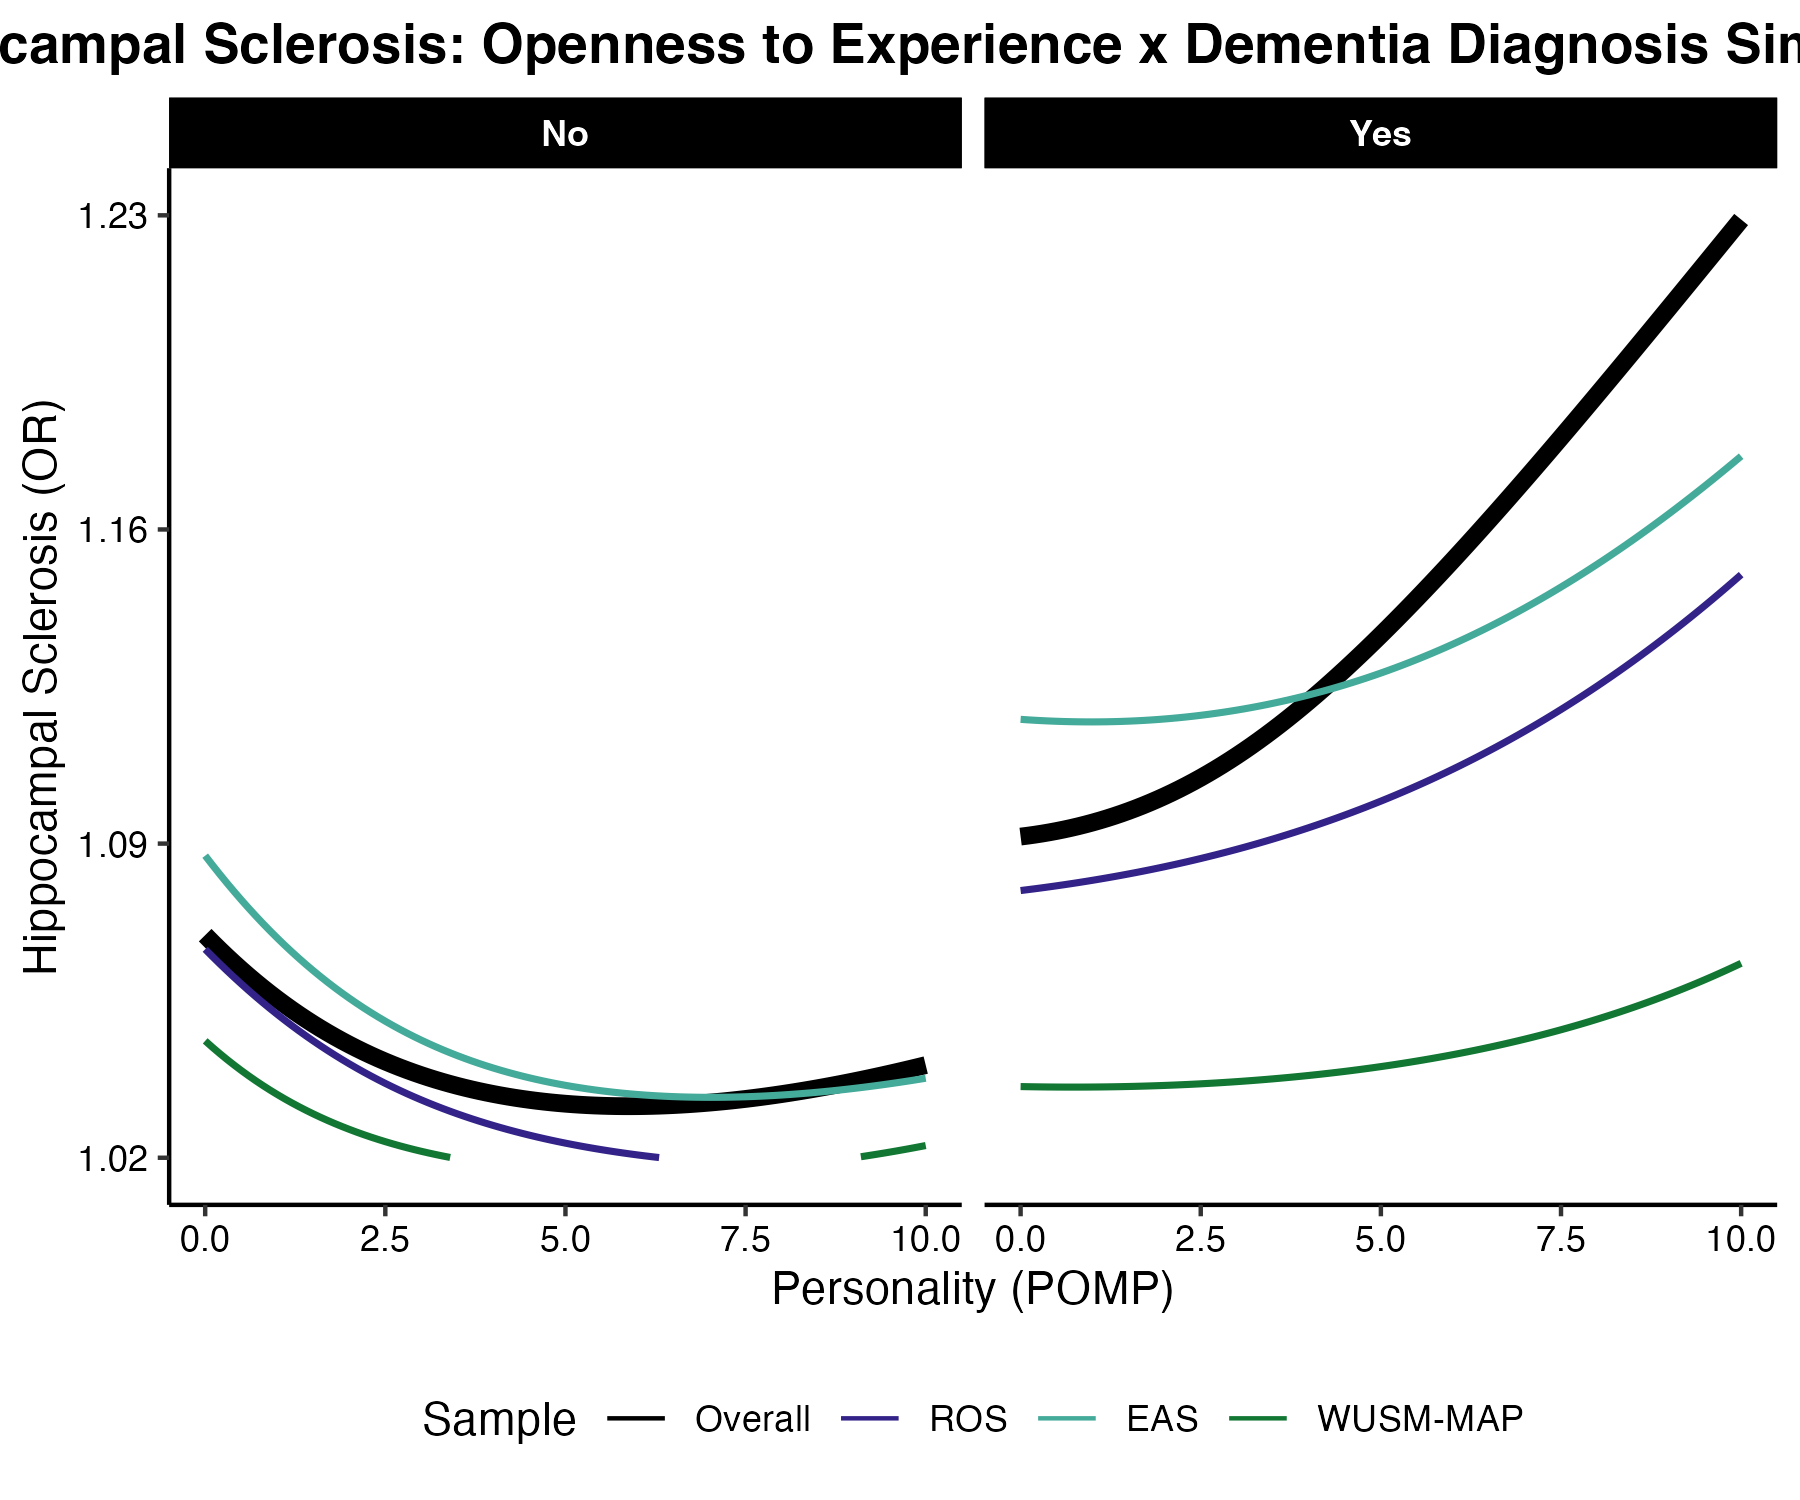 campal Sclerosis: Openness to Experience x Dementia Diagnosis Sim
No Yes
1.23
1.16
1.09
1.02
Hippocampal Sclerosis (OR)
0.0 2.5 5.0 7.5 10.0 0.0 2.5 5.0 7.5 10.0
Personality (POMP)
Sample Overall ROS EAS WUSM-MAP